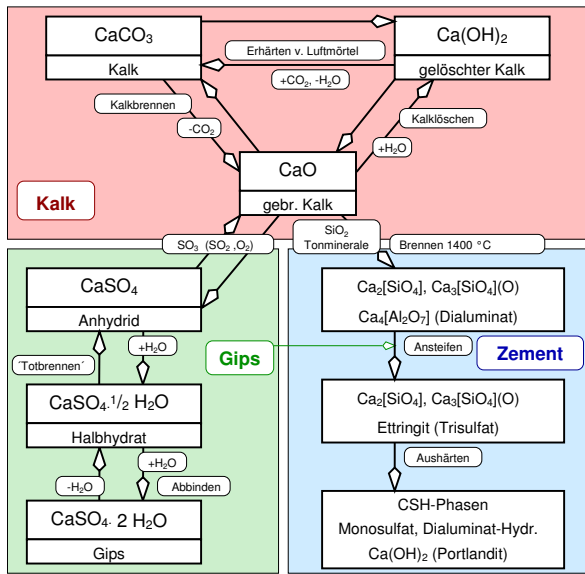 CaCO₃
Kalk
Ca(OH)₂
gelöschter Kalk
Erhärten v. Luftmörtel
+CO₂, -H₂O
Kalkbrennen
-CO₂
Kalklöschen
+H₂O
CaO
gebr. Kalk
Kalk
SO₃ (SO₂ ,O₂)
SiO₂
Tonminerale
Brennen 1400 °C
CaSO₄
Anhydrid
´Totbrennen´
+H₂O
CaSO₄.1/2 H₂O
Halbhydrat
-H₂O
+H₂O
Abbinden
CaSO₄. 2 H₂O
Gips
Gips
Ca₂[SiO₄], Ca₃[SiO₄](O)
Ca₄[Al₂O₇] (Dialuminat)
Ansteifen
Zement
Ca₂[SiO₄], Ca₃[SiO₄](O)
Ettringit (Trisulfat)
Aushärten
CSH-Phasen
Monosulfat, Dialuminat-Hydr.
Ca(OH)₂ (Portlandit)